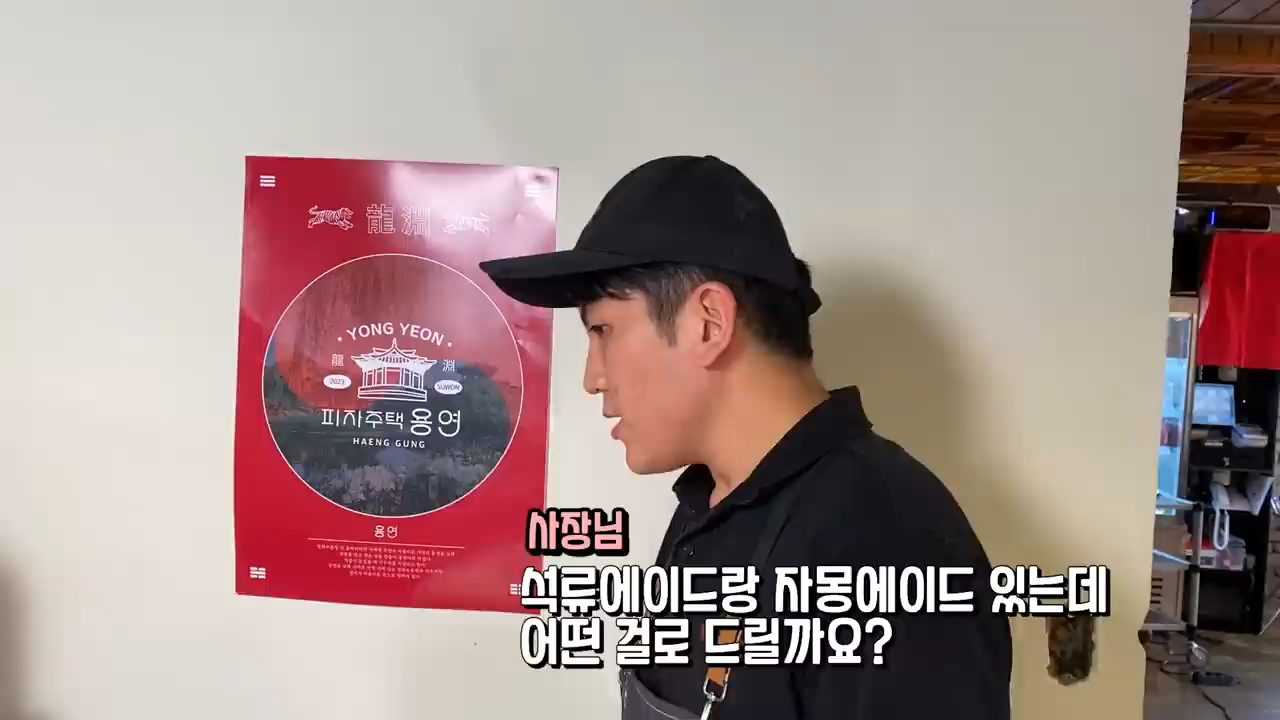 龍淵
YONG YEON
龍 淵
2023 SUWON
피자주택 용연
HAENG GUNG
용연
사장님
석류에이드랑 자몽에이드 있는데
어떤 걸로 드릴까요?